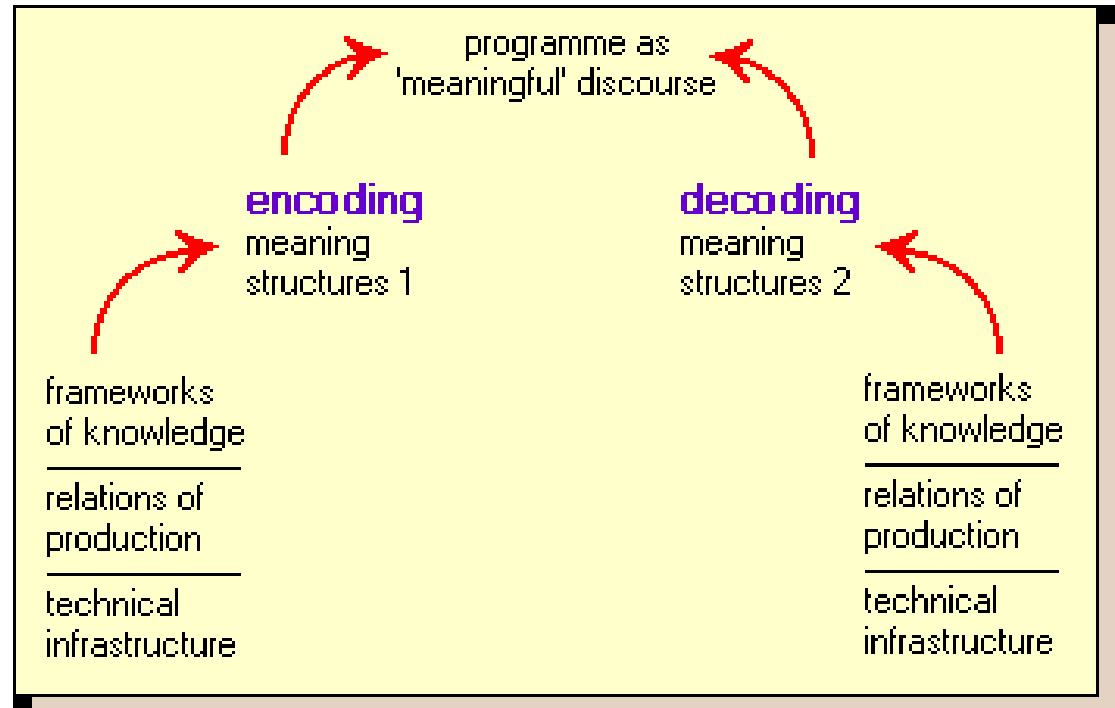 programme as
'meaningful' discourse
encoding
meaning
structures 1
decoding
meaning
structures 2
frameworks
of knowledge
relations of
production
technical
infrastructure
frameworks
of knowledge
relations of
production
technical
infrastructure